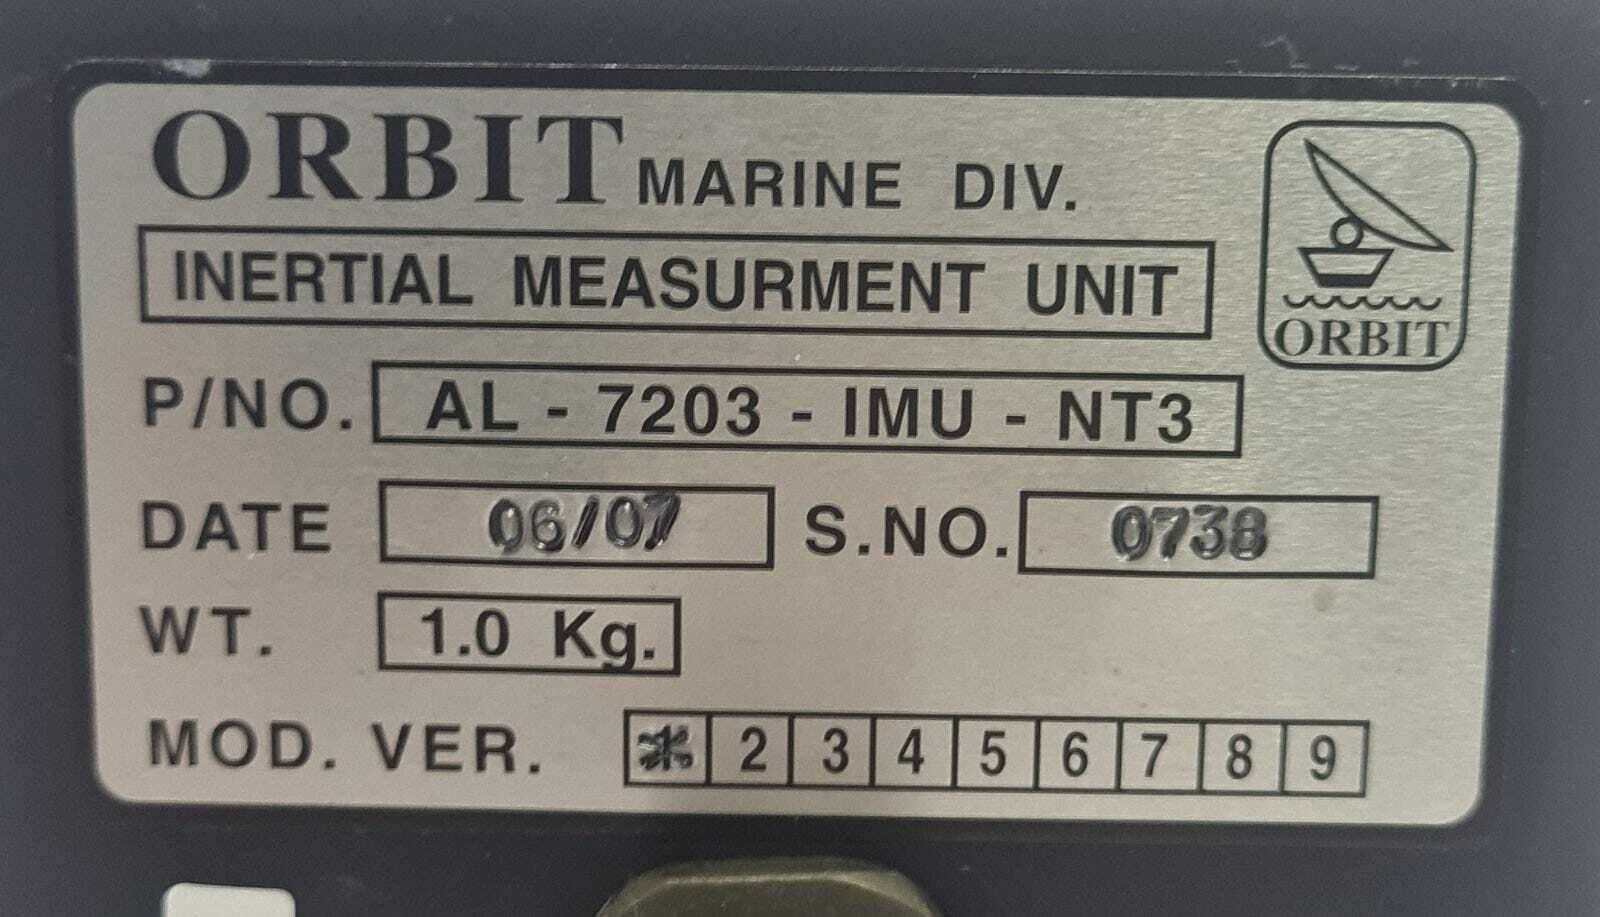 ORBIT MARINE DIV.
INERTIAL MEASURMENT UNIT
ORBIT
P/NO. AL - 7203 - IMU - NT3
DATE 06/07 S.NO. 0738
WT. 1.0 Kg.
MOD. VER. * 2 3 4 5 6 7 8 9